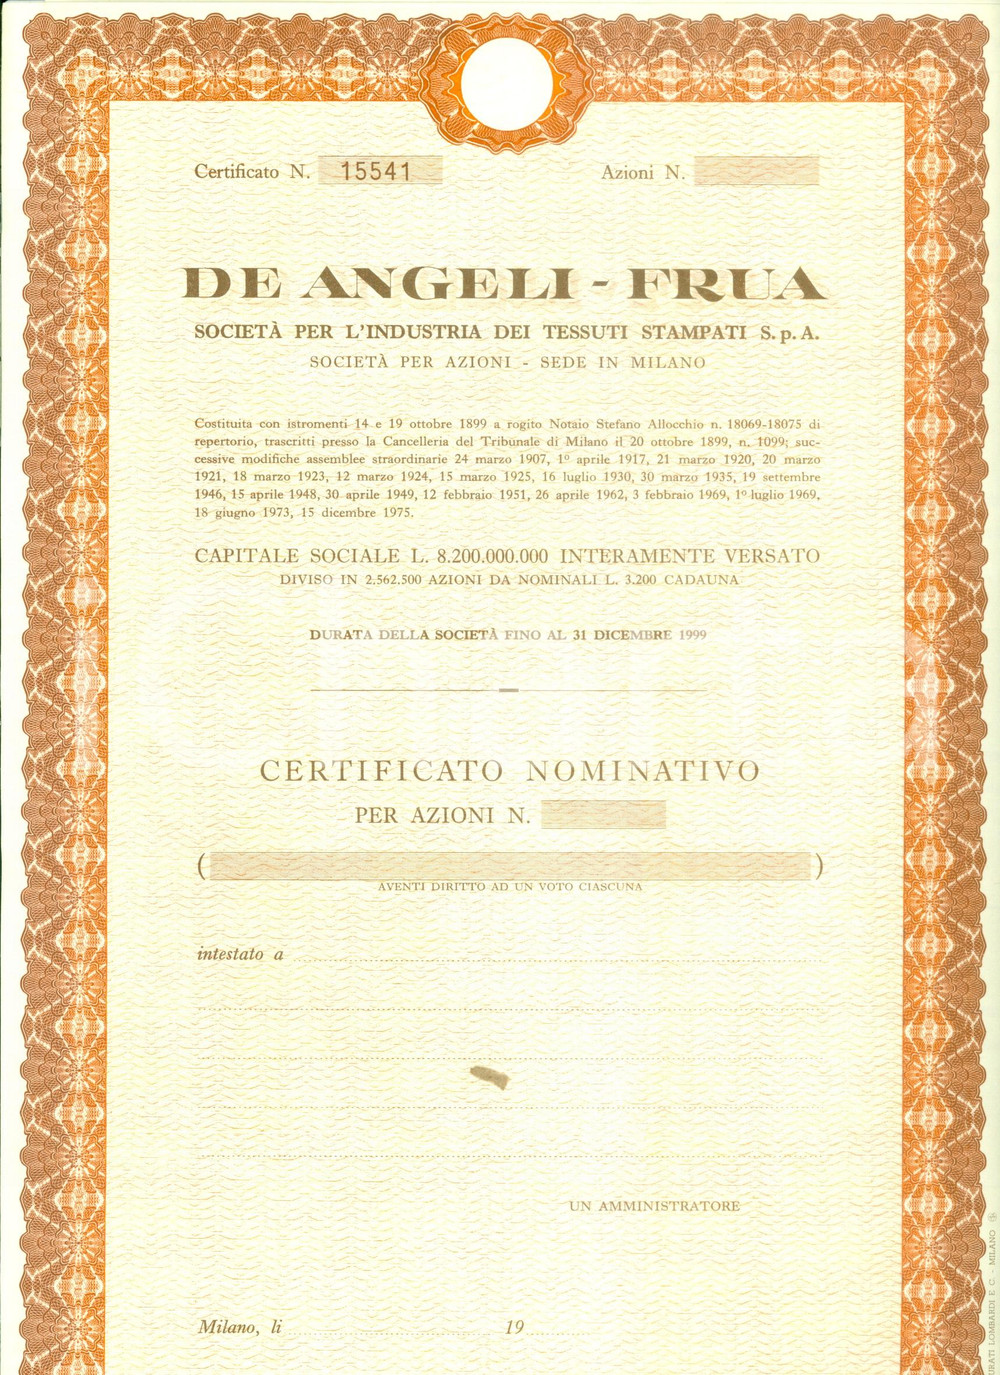 Certificato N. 15541 Azioni N.
DE ANGELI - FRUA
SOCIETÀ PER L'INDUSTRIA DEI TESSUTI STAMPATI S. p. A.
SOCIETÀ PER AZIONI - SEDE IN MILANO
Costituita con istromenti 14 e 19 ottobre 1899 a rogito Notaio Stefano Allocchio n. 18069-18075 di
repertorio, trascritti presso la Cancelleria del Tribunale di Milano il 20 ottobre 1899, n. 1099; suc-
cessive modifiche assemblee straordinarie 24 marzo 1907, 1º aprile 1917, 21 marzo 1920, 20 marzo
1921, 18 marzo 1923, 12 marzo 1924, 15 marzo 1925, 16 luglio 1930, 30 marzo 1935, 19 settembre
1946, 15 aprile 1948, 30 aprile 1949, 12 febbraio 1951, 26 aprile 1962, 3 febbraio 1969, 1º luglio 1969,
18 giugno 1973, 15 dicembre 1975.
CAPITALE SOCIALE L. 8.200.000.000 INTERAMENTE VERSATO
DIVISO IN 2.562.500 AZIONI DA NOMINALI L. 3.200 CADAUNA
DURATA DELLA SOCIETÀ FINO AL 31 DICEMBRE 1999
CERTIFICATO NOMINATIVO
PER AZIONI N.
( )
AVENTI DIRITTO AD UN VOTO CIASCUNA
intestato a
UN AMMINISTRATORE
Milano, li 19
LOMBARDI E C. - MILANO